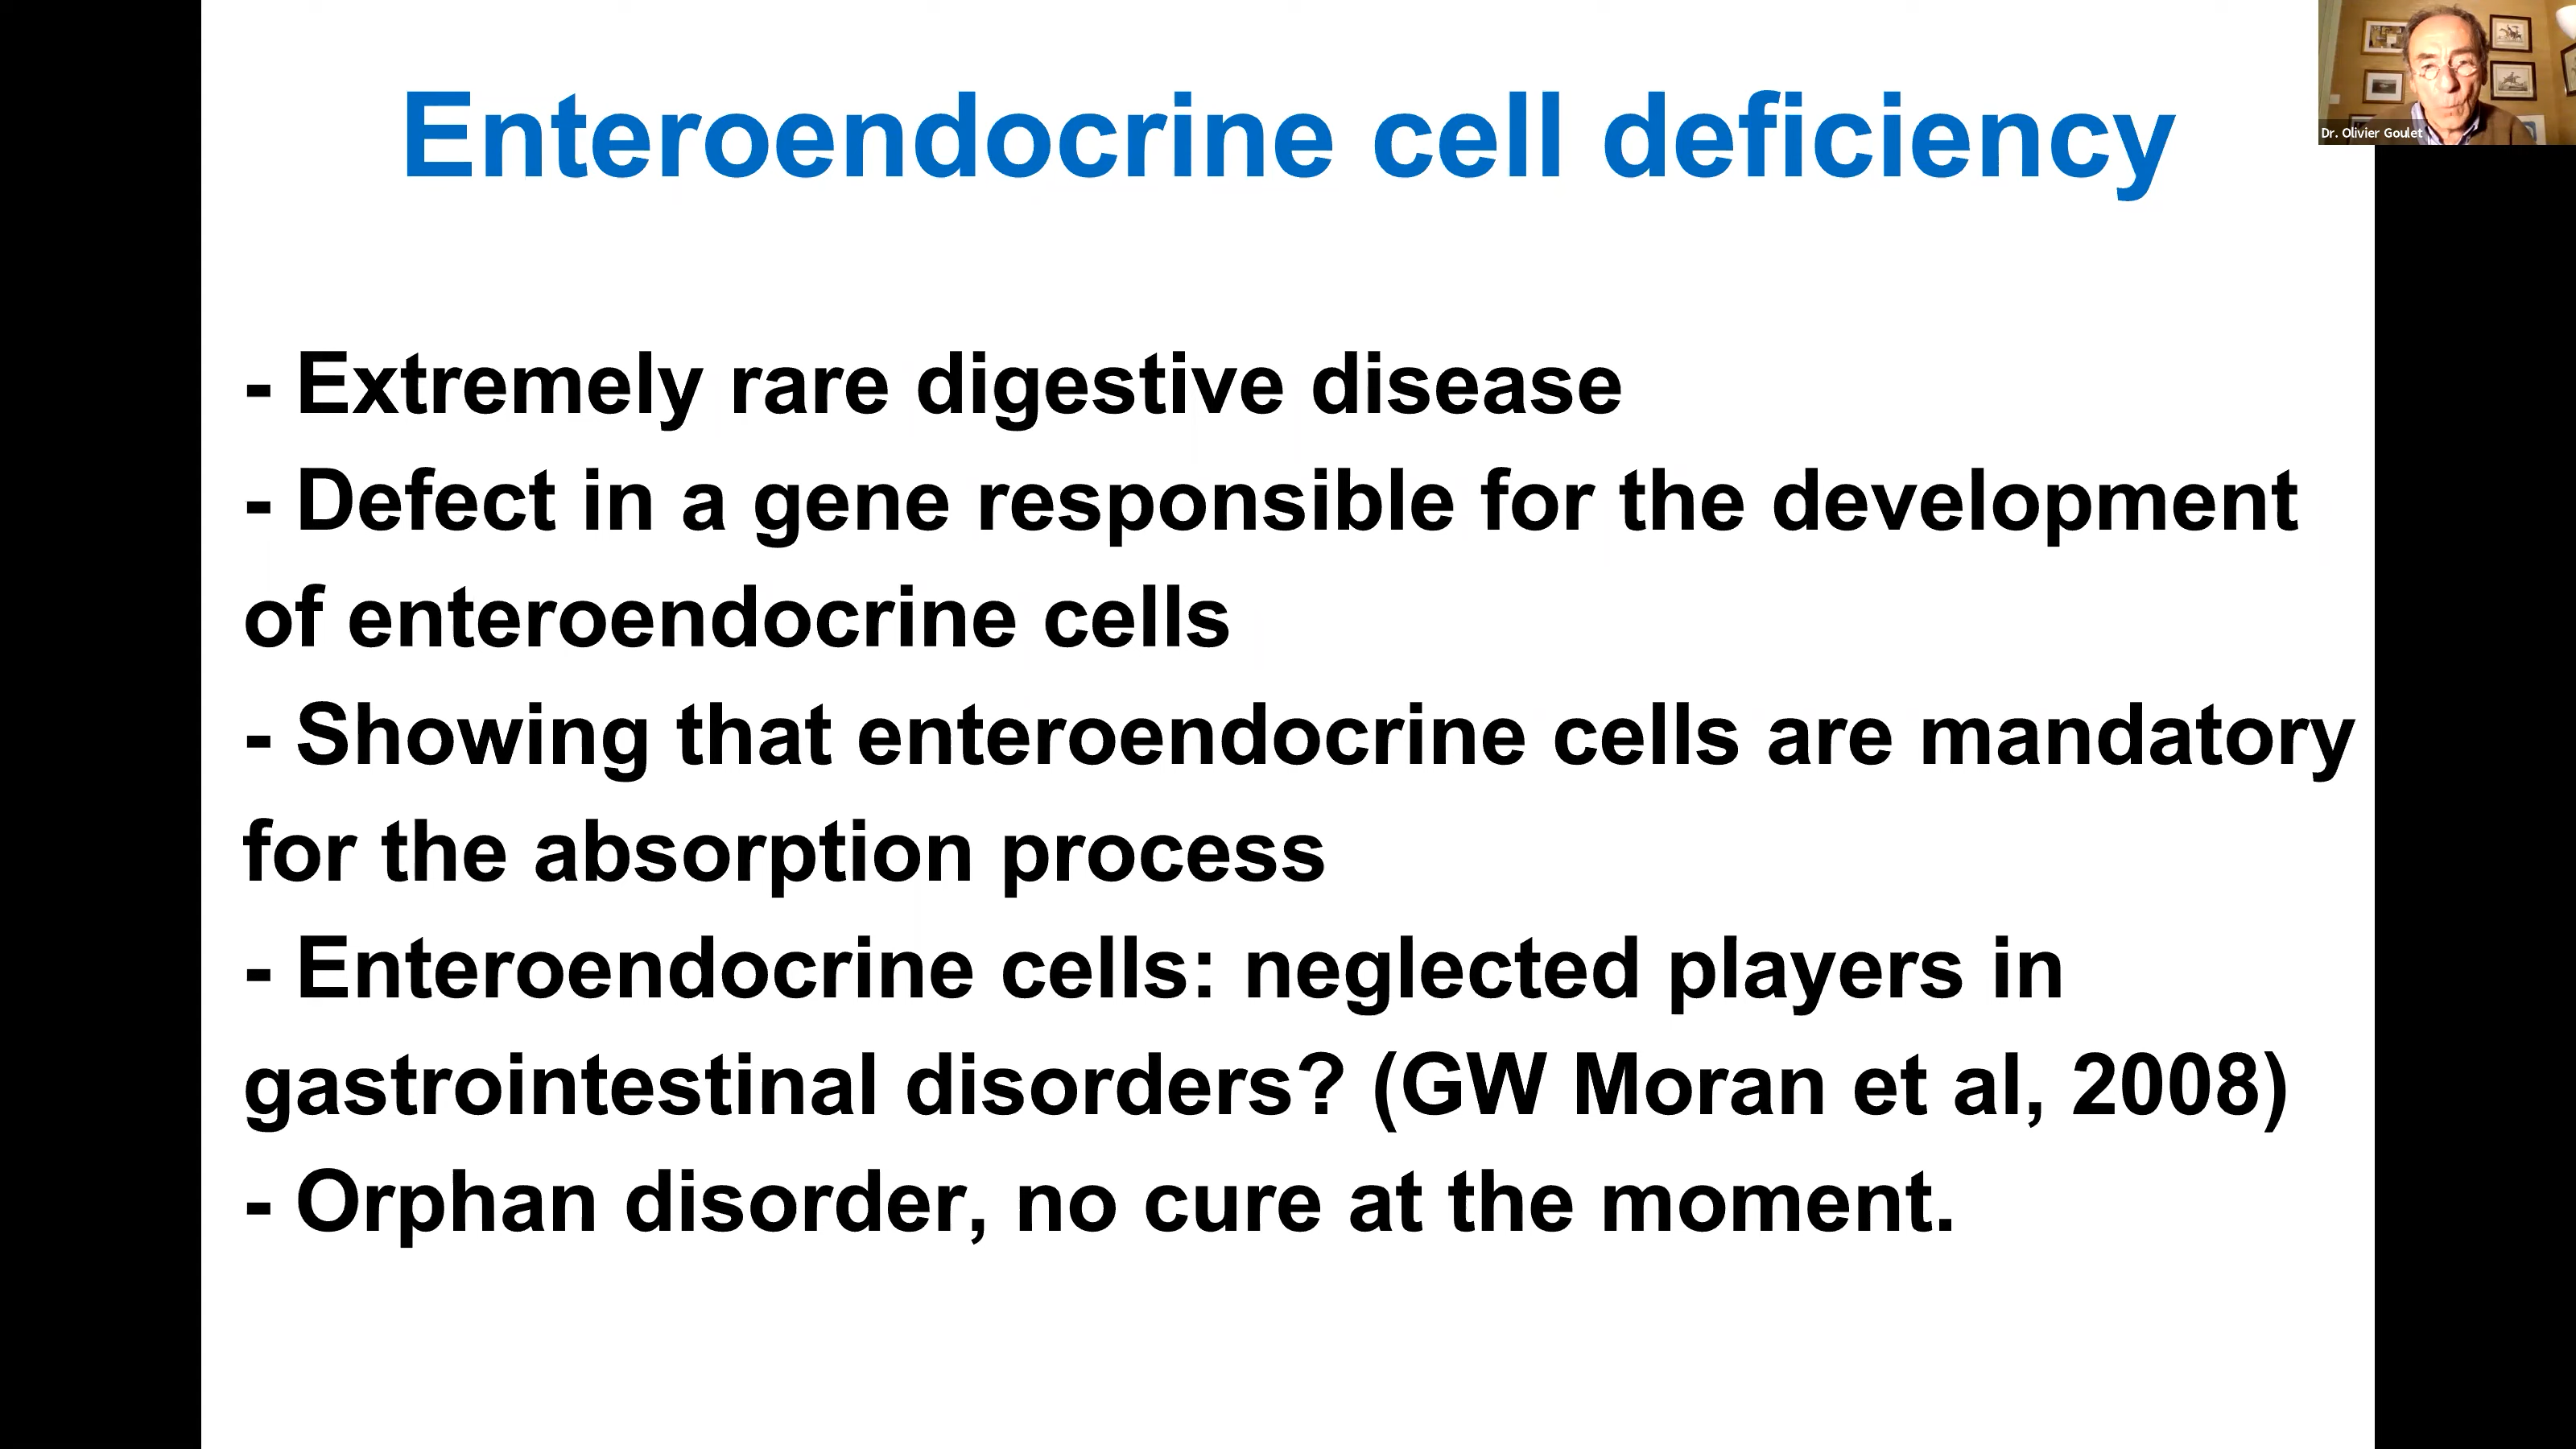 Enteroendocrine cell deficiency
Dr. Olivier Goulet
- Extremely rare digestive disease
- Defect in a gene responsible for the development
of enteroendocrine cells
- Showing that enteroendocrine cells are mandatory
for the absorption process
- Enteroendocrine cells: neglected players in
gastrointestinal disorders? (GW Moran et al, 2008)
- Orphan disorder, no cure at the moment.